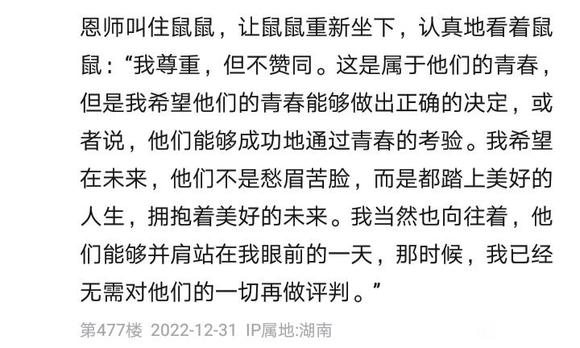 恩师叫住鼠鼠，让鼠鼠重新坐下，认真地看着鼠
鼠：“我尊重，但不赞同。这是属于他们的青春，
但是我希望他们的青春能够做出正确的决定，或
者说，他们能够成功地通过青春的考验。我希望
在未来，他们不是愁眉苦脸，而是都踏上美好的
人生，拥抱着美好的未来。我当然也向往着，他
们能够并肩站在我眼前的一天，那时候，我已经
无需对他们的一切再做评判。”
第477楼 2022-12-31 IP属地:湖南